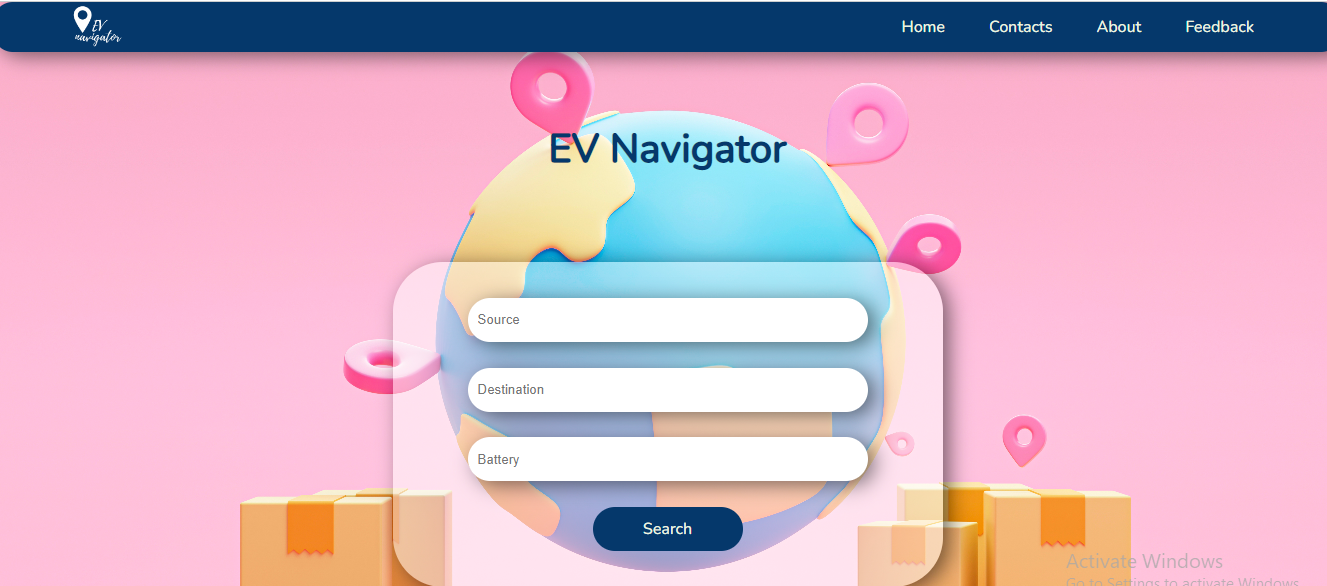 EV
navigator
Home Contacts About Feedback
EV Navigator
Source
Destination
Battery
Search
Activate Windows
Go to Settings to activate Windows.